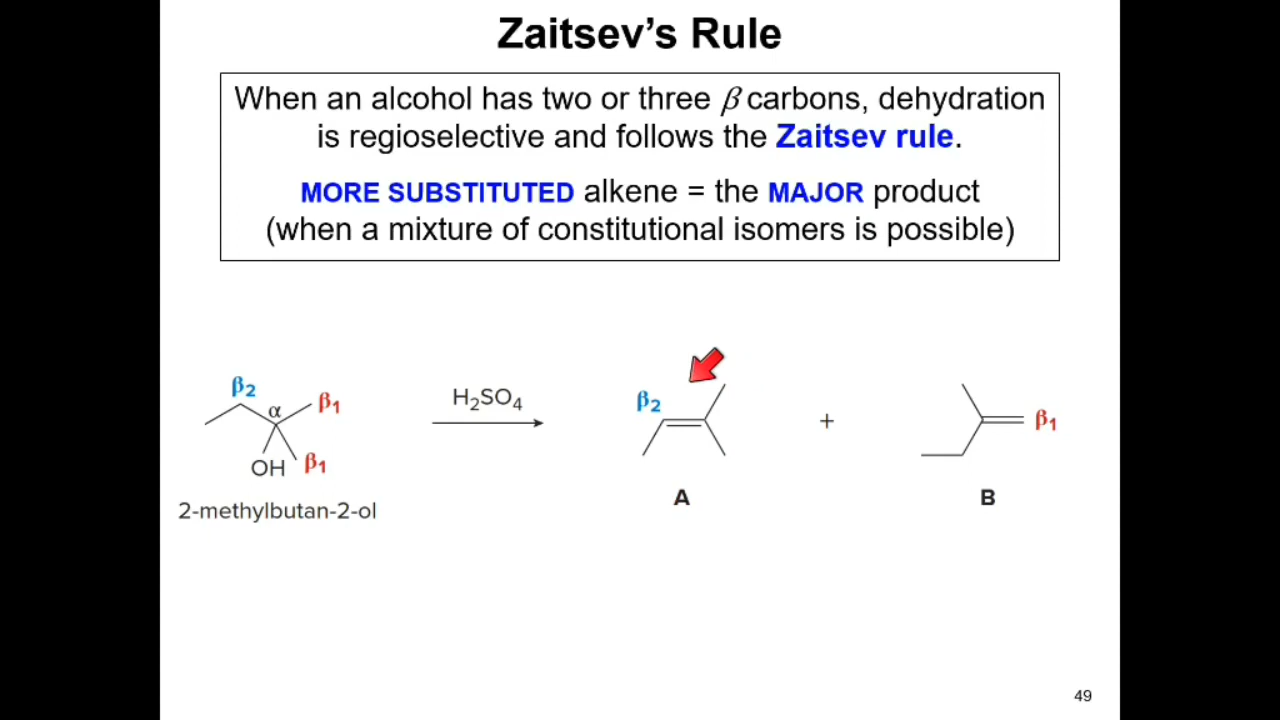 Zaitsev’s Rule
When an alcohol has two or three β carbons, dehydration
is regioselective and follows the Zaitsev rule.
MORE SUBSTITUTED alkene = the MAJOR product
(when a mixture of constitutional isomers is possible)
β2
α
β1
OH
β1
2-methylbutan-2-ol
H2SO4
β2
A
+
β1
B
49